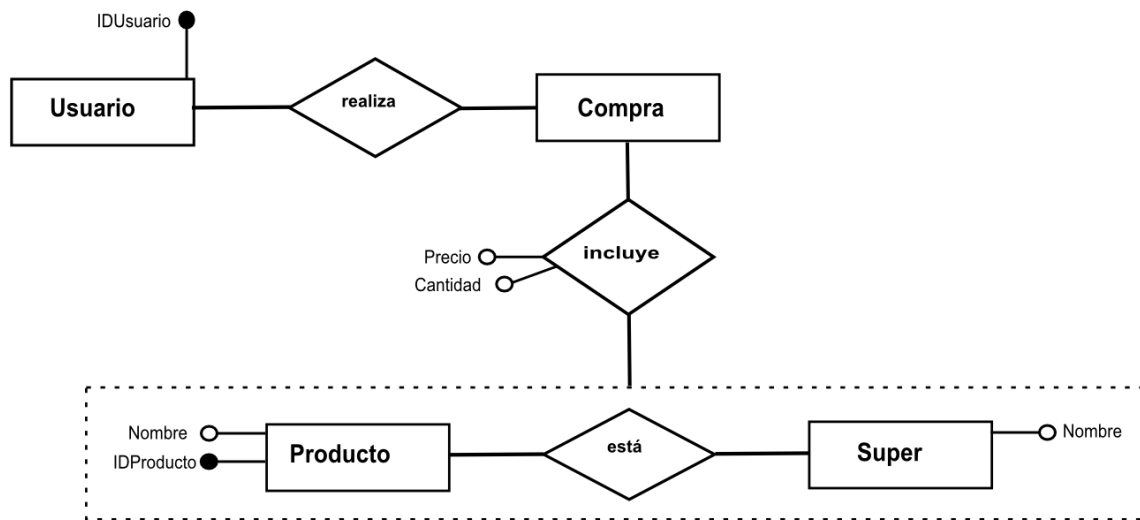 IDUsuario
Usuario
realiza
Compra
Precio
incluye
Cantidad
Nombre
IDProducto
Producto
está
Super
Nombre